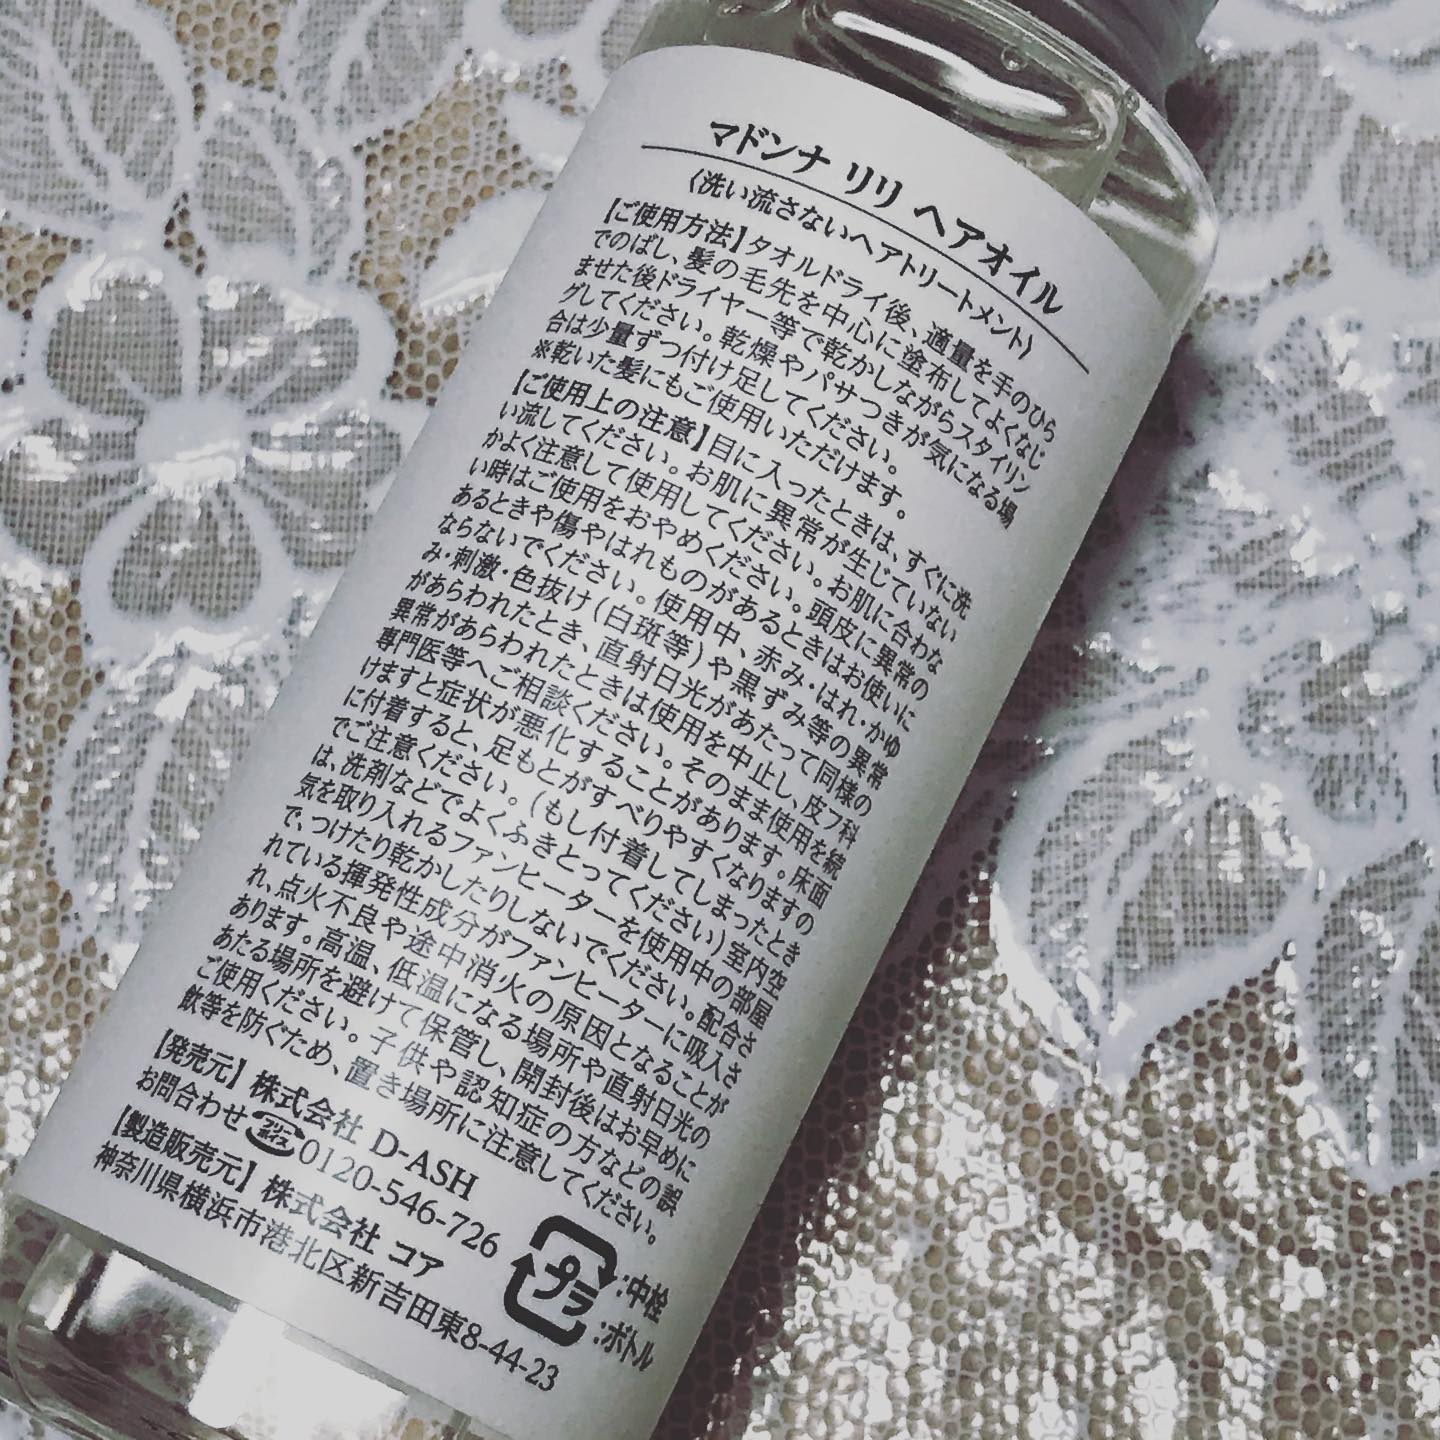 マドンナ リリ ヘアオイル
〈洗い流さないヘアトリートメント〉
【ご使用方法】タオルドライ後、適量を手のひら
でのばし、髪の毛先を中心に塗布してよくなじ
ませた後ドライヤー等で乾かしながらスタイリン
グしてください。乾燥やパサつきが気になる場
合は少量ずつ付け足してください。
※乾いた髪にもご使用いただけます。
【ご使用上の注意】目に入ったときは、すぐに洗
い流してください。お肌に異常が生じていない
かよく注意して使用してください。お肌に合わな
い時はご使用をおやめください。頭皮に異常の
あるときや傷やはれものがあるときはお使いに
ならないでください。使用中、赤み・はれ・かゆ
み・刺激・色抜け(白斑等)や黒ずみ等の異常
があらわれたとき、直射日光があたって同様の
異常があらわれたときは使用を中止し、皮フ科
専門医等へご相談ください。そのまま使用を続
けますと症状が悪化することがあります。床面
に付着すると、足もとがすべりやすくなりますの
でご注意ください。(もし付着してしまったとき
は、洗剤などでよくふきとってください)室内空
気を取り入れるファンヒーターを使用中の部屋
で、つけたり乾かしたりしないでください。配合さ
れている揮発性成分がファンヒーターに吸入さ
れ、点火不良や途中消火の原因となることが
あります。高温、低温になる場所や直射日光の
あたる場所を避けて保管し、開封後はお早めに
ご使用ください。子供や認知症の方などの誤
飲等を防ぐため、置き場所に注意してください。
【発売元】株式会社 D-ASH
お問合わせ 0120-546-726
【製造販売元】株式会社 コア
神奈川県横浜市港北区新吉田東8-44-23
プラ
:中栓
:ボトル